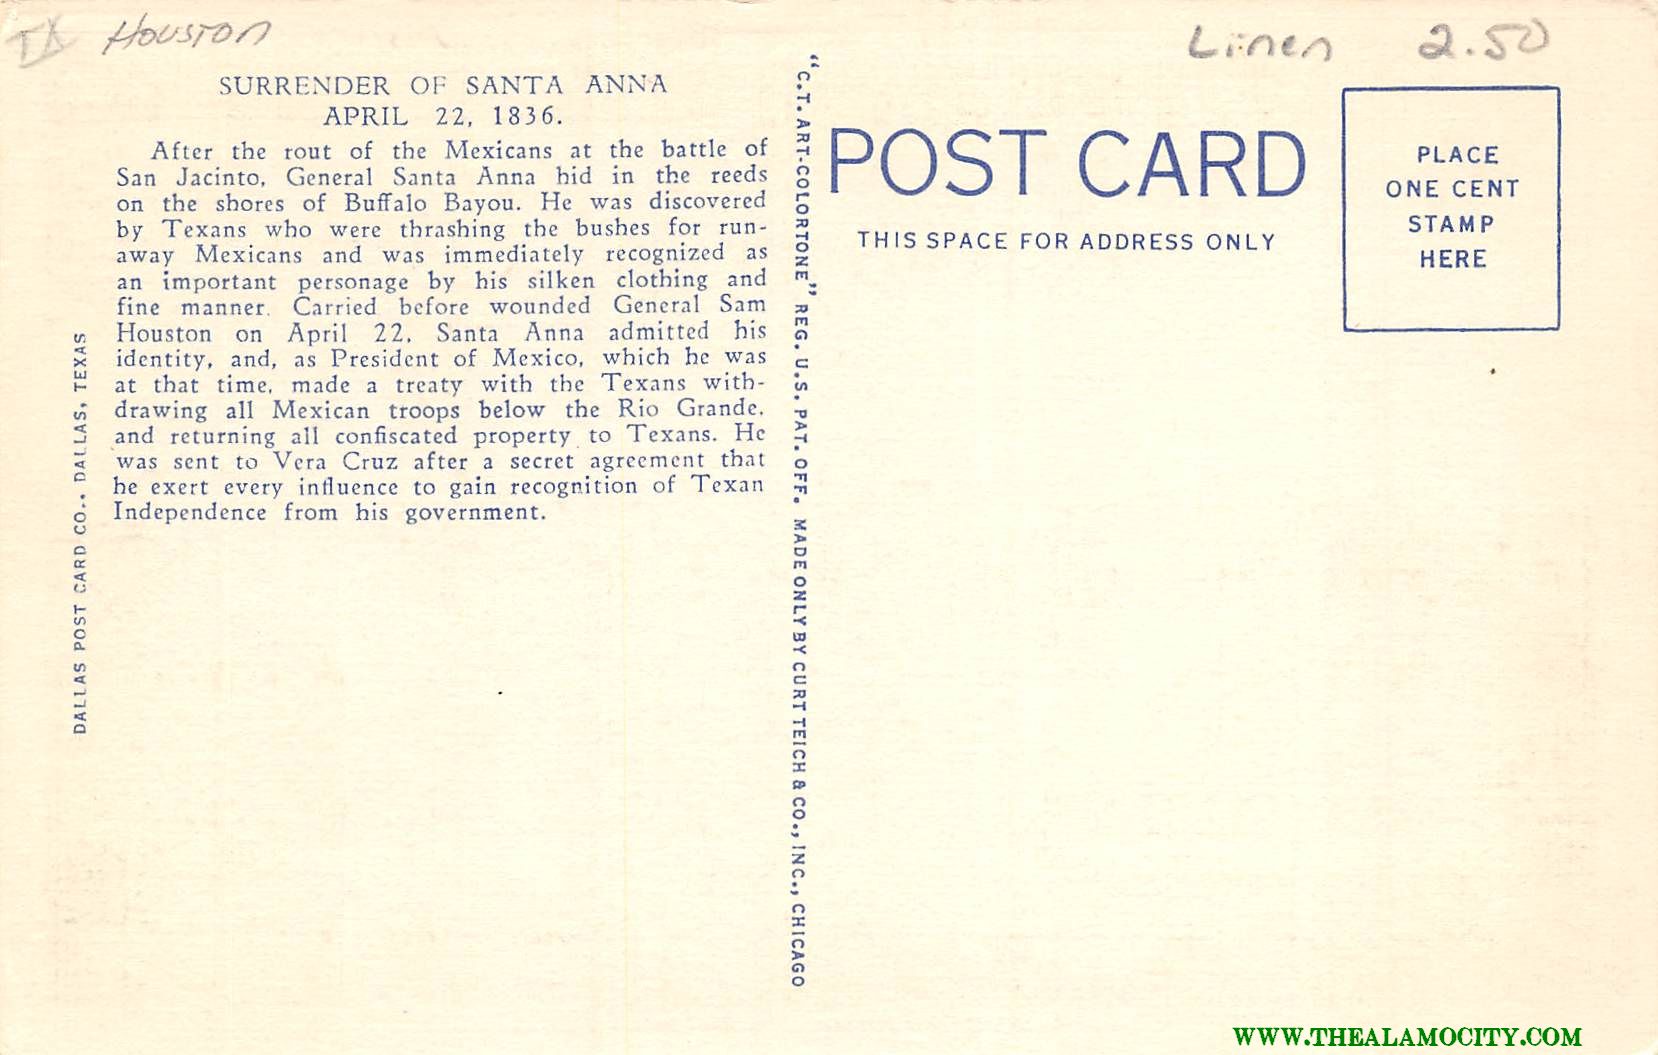 TX Houston
Linen 2.50
SURRENDER OF SANTA ANNA
APRIL 22, 1836.
After the rout of the Mexicans at the battle of
San Jacinto, General Santa Anna hid in the reeds
on the shores of Buffalo Bayou. He was discovered
by Texans who were thrashing the bushes for run-
away Mexicans and was immediately recognized as
an important personage by his silken clothing and
fine manner. Carried before wounded General Sam
Houston on April 22, Santa Anna admitted his
identity, and, as President of Mexico, which he was
at that time, made a treaty with the Texans with-
drawing all Mexican troops below the Rio Grande,
and returning all confiscated property to Texans. He
was sent to Vera Cruz after a secret agreement that
he exert every influence to gain recognition of Texan
Independence from his government.
DALLAS POST CARD CO., DALLAS, TEXAS
"C.T. ART-COLORTONE" REG. U.S. PAT. OFF. MADE ONLY BY CURT TEICH & CO., INC., CHICAGO
POST CARD
THIS SPACE FOR ADDRESS ONLY
PLACE
ONE CENT
STAMP
HERE
WWW.THEALAMOCITY.COM